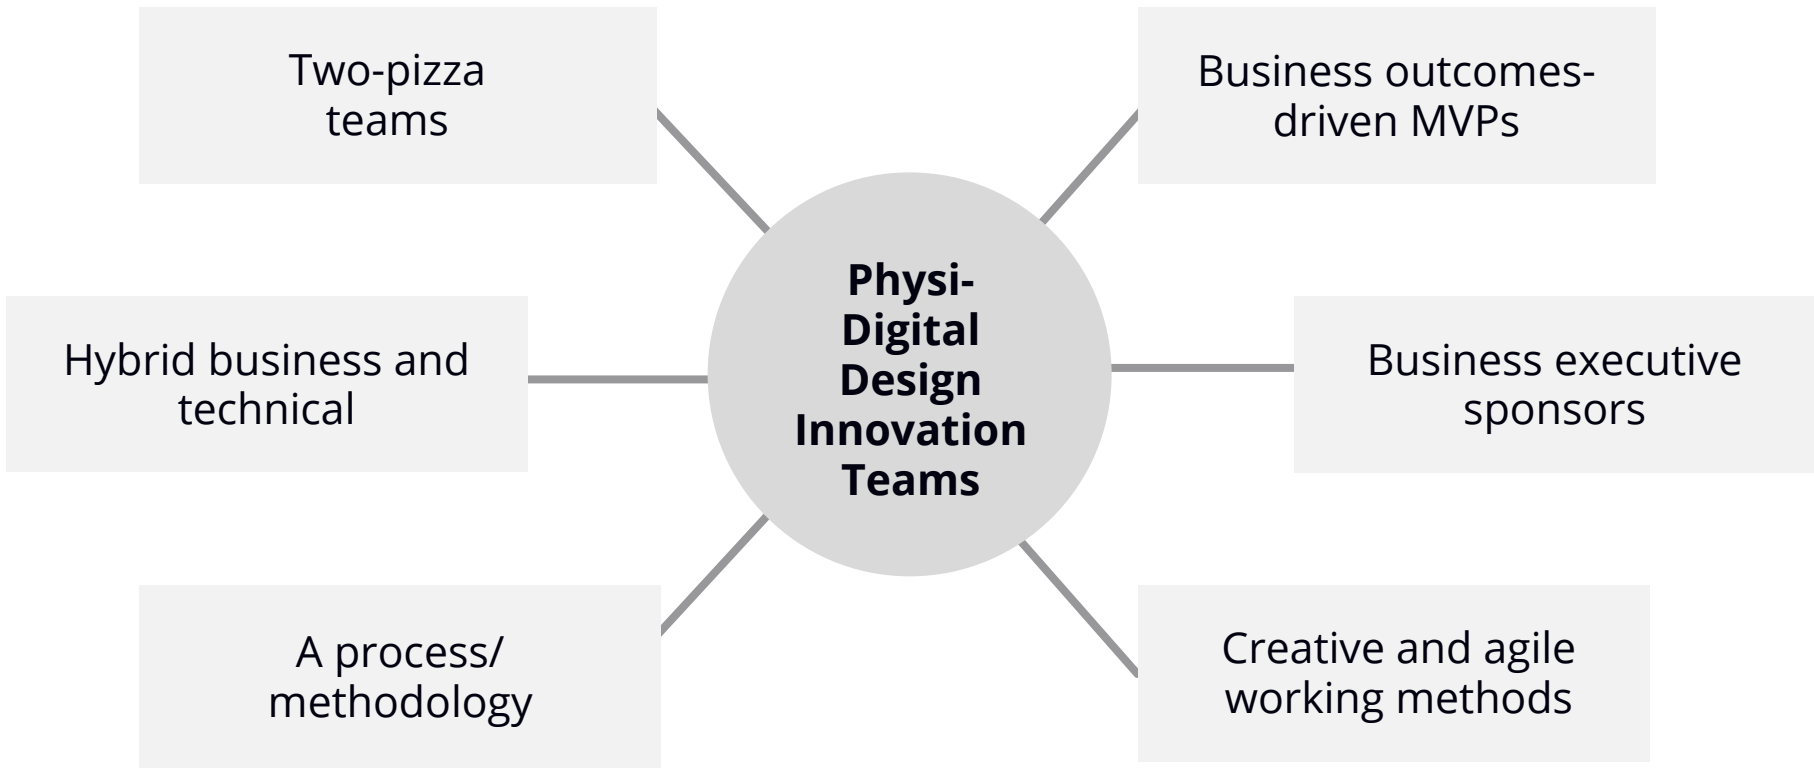 Two-pizza
teams
Business outcomes-
driven MVPs
Physi-
Digital
Design
Innovation
Teams
Hybrid business and
technical
Business executive
sponsors
A process/
methodology
Creative and agile
working methods